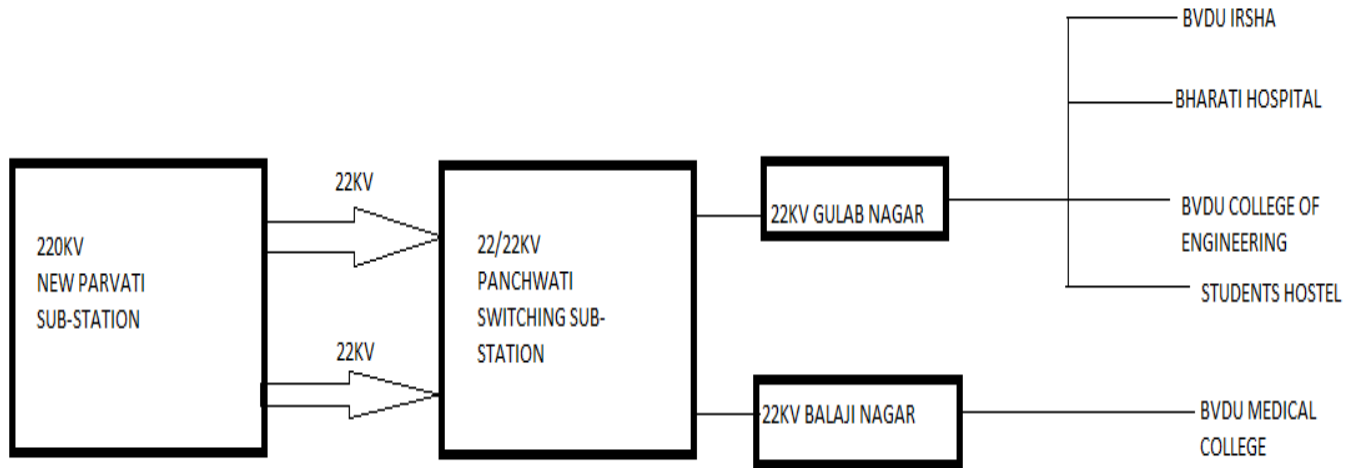 220KV
NEW PARVATI
SUB-STATION
22KV
22KV
22/22KV
PANCHWATI
SWITCHING SUB-
STATION
22KV GULAB NAGAR
22KV BALAJI NAGAR
BVDU IRSHA
BHARATI HOSPITAL
BVDU COLLEGE OF
ENGINEERING
STUDENTS HOSTEL
BVDU MEDICAL
COLLEGE